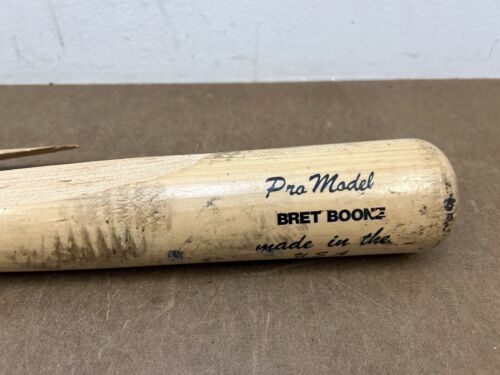 Pro Model
BRET BOONE
made in the
U.S.A